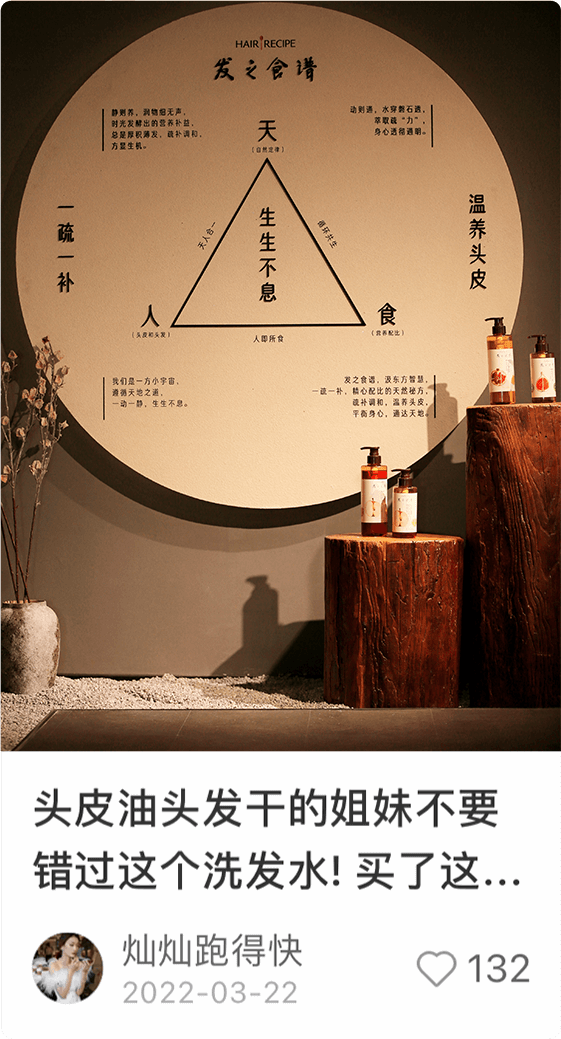 HAIR RECIPE
发之食谱
静则养，润物细无声，
时光发酵出的营养补益，
总是厚积薄发，疏补调和，
方显生机。
动则通，水穿磐石透，
萃取疏“力”，
身心透彻通明。
天
（自然定律）
一疏一补
温养头皮
天人合一
生生不息
循环共生
人
（头皮和头发）
食
（营养配比）
人即所食
我们是一方小宇宙，
遵循天地之道，
一动一静，生生不息。
发之食谱，汲东方智慧，
一疏一补、精心配比的天然秘方，
疏补调和，温养头皮，
平衡身心，通达天地。
头皮油头发干的姐妹不要
错过这个洗发水! 买了这...
灿灿跑得快
2022-03-22
132